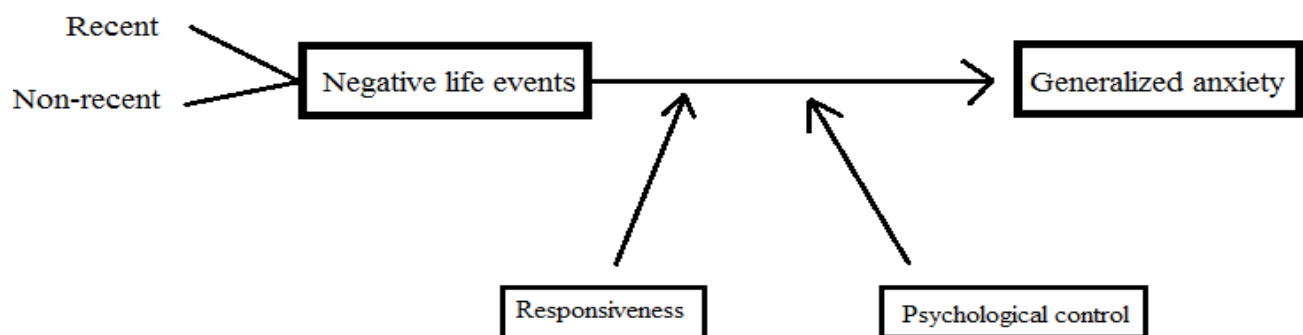 Recent
Non-recent
Negative life events
Generalized anxiety
Responsiveness
Psychological control